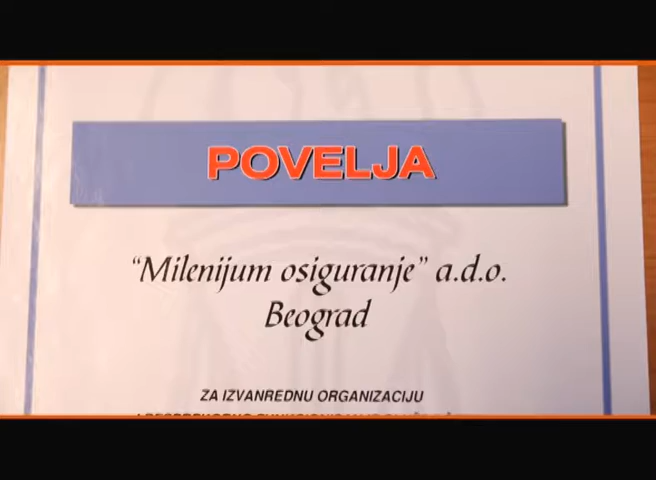 POVELJA
"Milenijum osiguranje" a.d.o.
Beograd
ZA IZVANREDNU ORGANIZACIJU